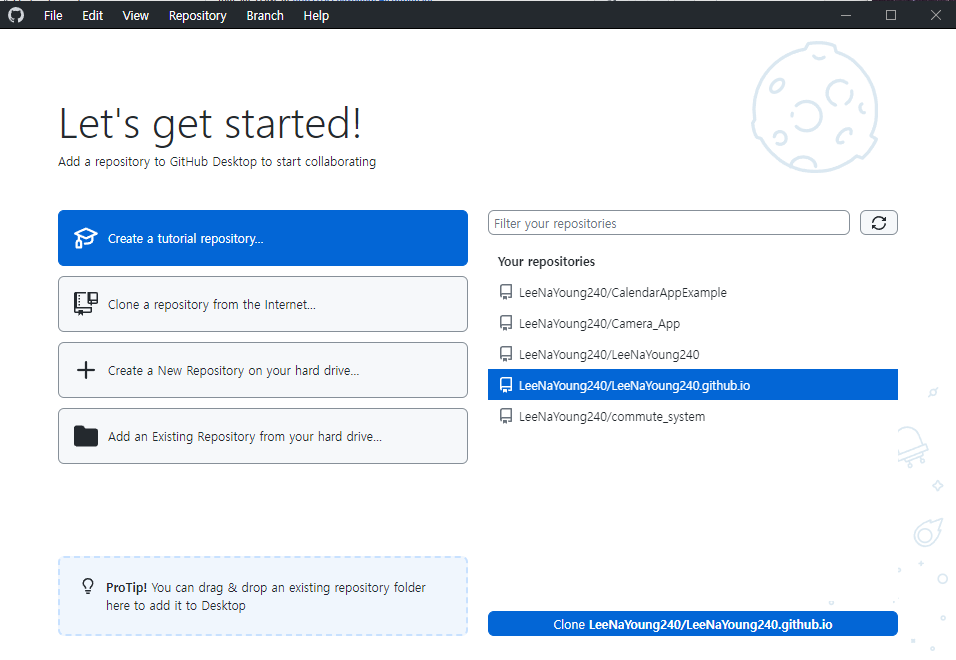 File Edit View Repository Branch Help
Let's get started!
Add a repository to GitHub Desktop to start collaborating
Create a tutorial repository...
Clone a repository from the Internet...
Create a New Repository on your hard drive...
Add an Existing Repository from your hard drive...
ProTip! You can drag & drop an existing repository folder
here to add it to Desktop
Filter your repositories
Your repositories
LeeNaYoung240/CalendarAppExample
LeeNaYoung240/Camera_App
LeeNaYoung240/LeeNaYoung240
LeeNaYoung240/LeeNaYoung240.github.io
LeeNaYoung240/commute_system
Clone LeeNaYoung240/LeeNaYoung240.github.io